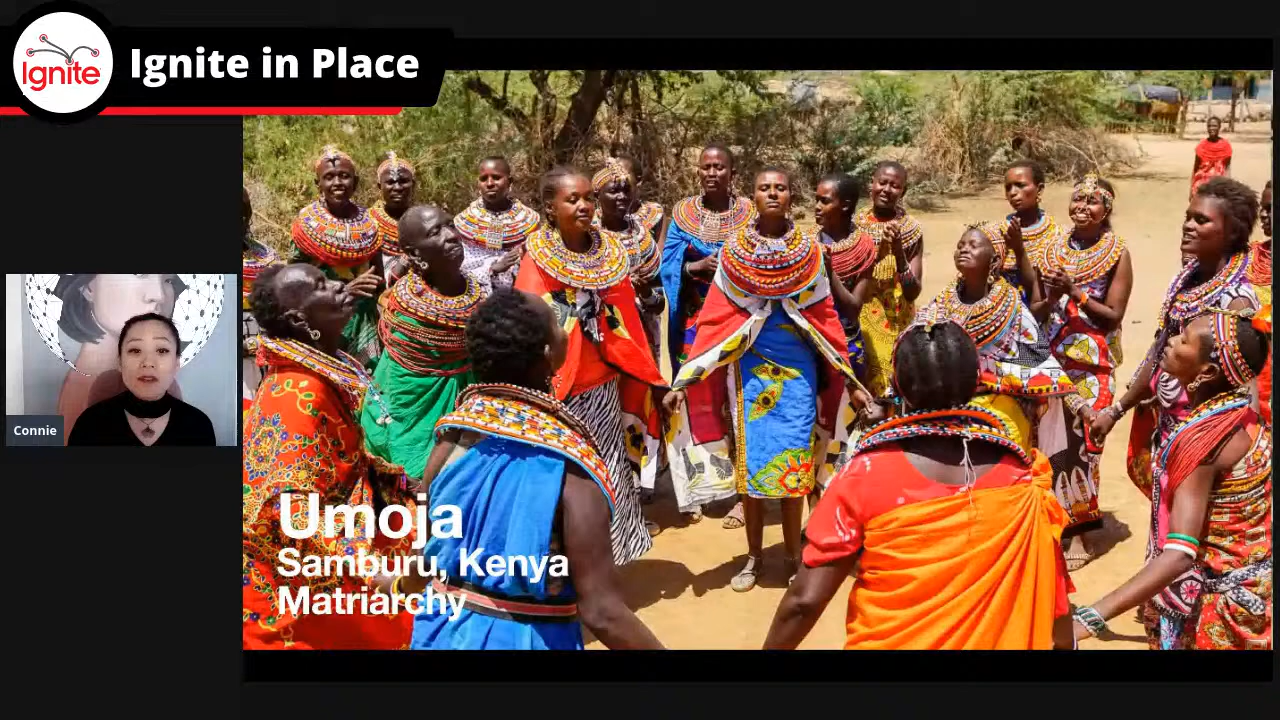 Ignite
Ignite in Place
Connie
Umoja
Samburu, Kenya
Matriarchy